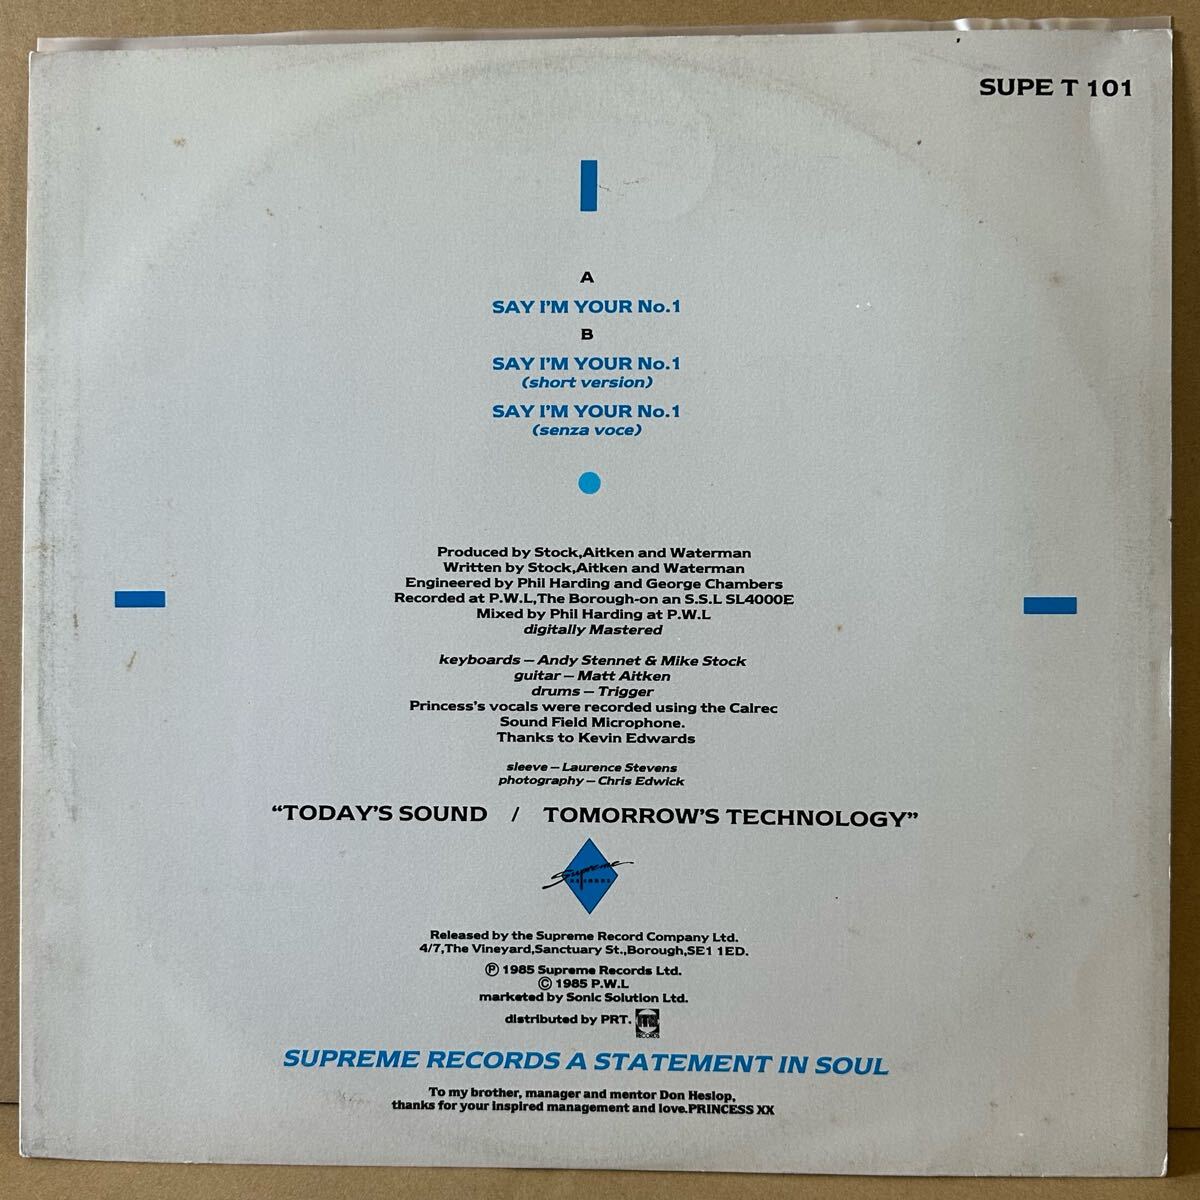 SUPE T 101
A
SAY I'M YOUR No.1
B
SAY I'M YOUR No.1
(short version)
SAY I'M YOUR No.1
(senza voce)
Produced by Stock,Aitken and Waterman
Written by Stock,Aitken and Waterman
Engineered by Phil Harding and George Chambers
Recorded at P.W.L,The Borough-on an S.S.L SL4000E
Mixed by Phil Harding at P.W.L
digitally Mastered
keyboards – Andy Stennet & Mike Stock
guitar – Matt Aitken
drums – Trigger
Princess's vocals were recorded using the Calrec
Sound Field Microphone.
Thanks to Kevin Edwards
sleeve – Laurence Stevens
photography – Chris Edwick
“TODAY'S SOUND / TOMORROW'S TECHNOLOGY”
Supreme
RECORDS
Released by the Supreme Record Company Ltd.
4/7,The Vineyard,Sanctuary St.,Borough,SE1 1ED.
℗ 1985 Supreme Records Ltd.
© 1985 P.W.L
marketed by Sonic Solution Ltd.
distributed by PRT.
RECORDS
SUPREME RECORDS A STATEMENT IN SOUL
To my brother, manager and mentor Don Heslop,
thanks for your inspired management and love.PRINCESS XX